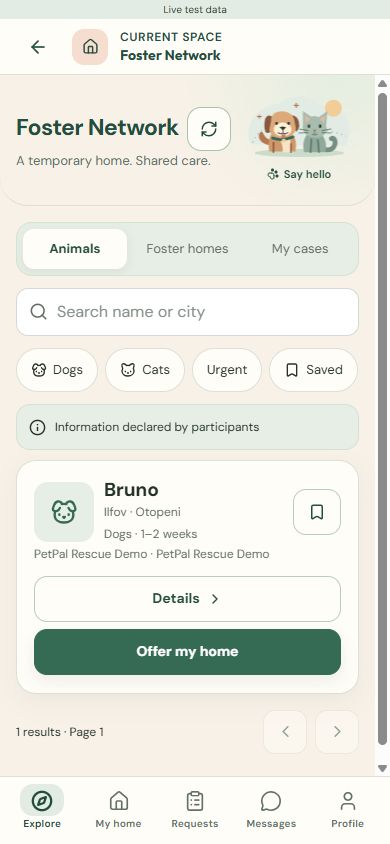 Live test data
CURRENT SPACE
Foster Network
Foster Network
A temporary home. Shared care.
Say hello
Animals
Foster homes
My cases
Search name or city
Dogs
Cats
Urgent
Saved
Information declared by participants
Bruno
Ilfov · Otopeni
Dogs · 1–2 weeks
PetPal Rescue Demo · PetPal Rescue Demo
Details
Offer my home
1 results · Page 1
Explore
My home
Requests
Messages
Profile